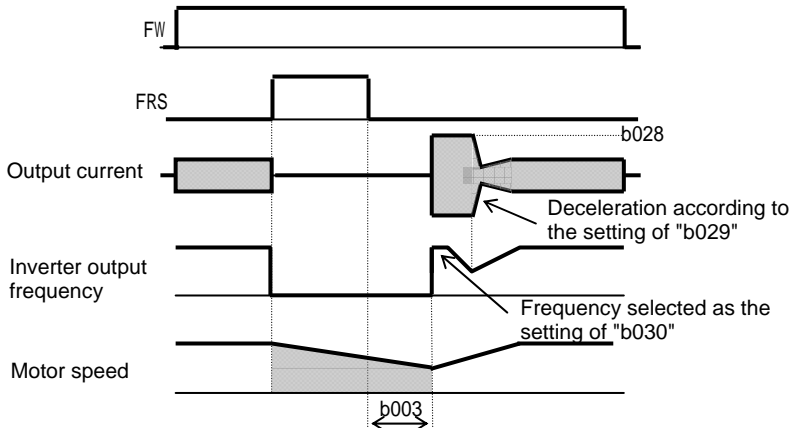 FW
FRS
b028
Output current
Deceleration according to
the setting of "b029"
Inverter output
frequency
Frequency selected as the
setting of "b030"
Motor speed
b003